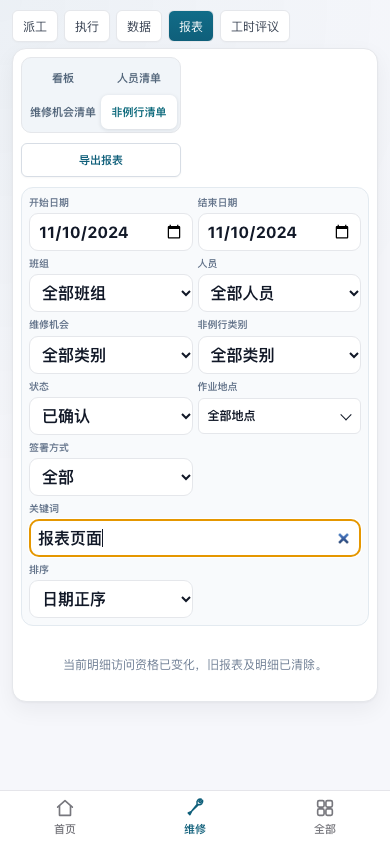 派工 执行 数据 报表 工时评议
看板 人员清单
维修机会清单 非例行清单
导出报表
开始日期 结束日期
11/10/2024 11/10/2024
班组 人员
全部班组 全部人员
维修机会 非例行类别
全部类别 全部类别
状态 作业地点
已确认 全部地点
签署方式
全部
关键词
报表页面
排序
日期正序
当前明细访问资格已变化，旧报表及明细已清除。
首页 维修 全部